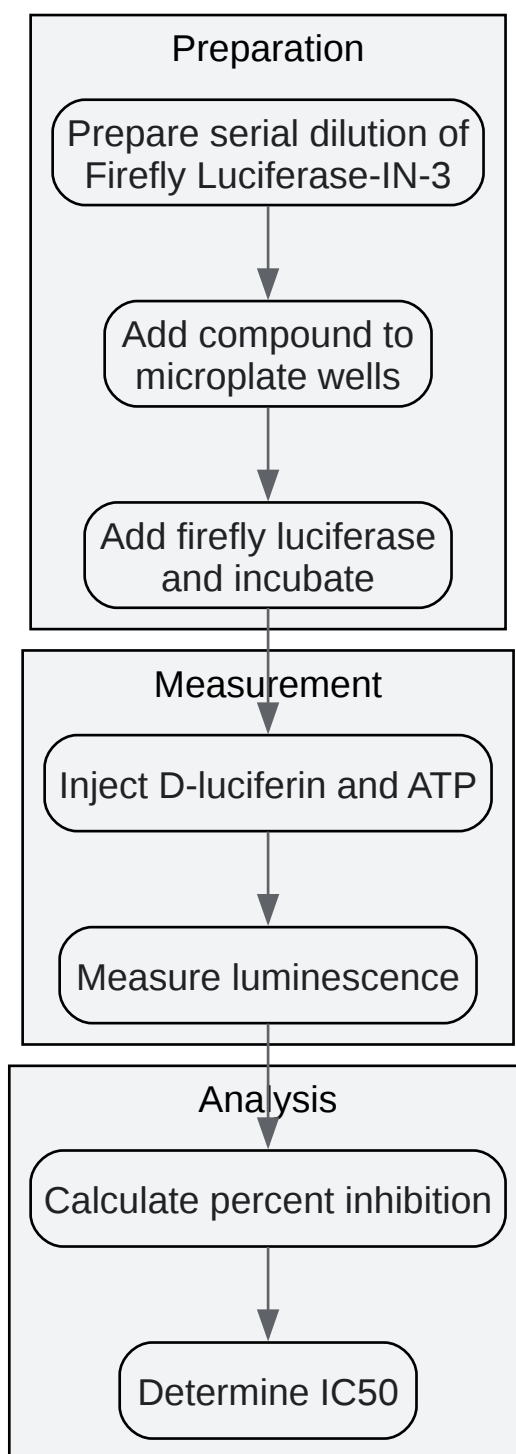 Preparation
Prepare serial dilution of
Firefly Luciferase-IN-3
Add compound to
microplate wells
Add firefly luciferase
and incubate
Measurement
Inject D-luciferin and ATP
Measure luminescence
Analysis
Calculate percent inhibition
Determine IC50